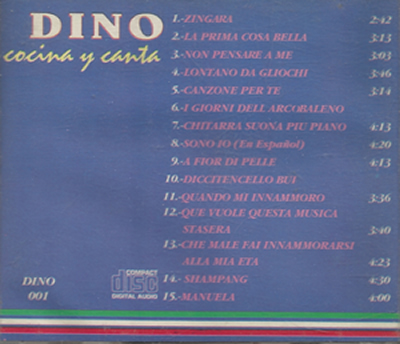 DINO
cocina y canta
1.-ZINGARA 2:42
2.-LA PRIMA COSA BELLA 3:13
3.-NON PENSARE A ME 3:03
4.-LONTANO DA GLIOCHI 3:46
5.-CANZONE PER TE 3:14
6.-I GIORNI DELL ARCOBALENO
7.-CHITARRA SUONA PIU PIANO 4:13
8.-SONO IO (En Español) 4:20
9.-A FIOR DI PELLE 4:13
10.-DICCITENCELLO BUI
11.-QUANDO MI INNAMMORO 3:36
12.-QUE VUOLE QUESTA MUSICA
STASERA 3:40
13.-CHE MALE FAI INNAMMORARSI
ALLA MIA ETA 4:23
14.-SHAMPANG 4:30
15.-MANUELA 4:00
DINO
001
COMPACT
disc
DIGITAL AUDIO